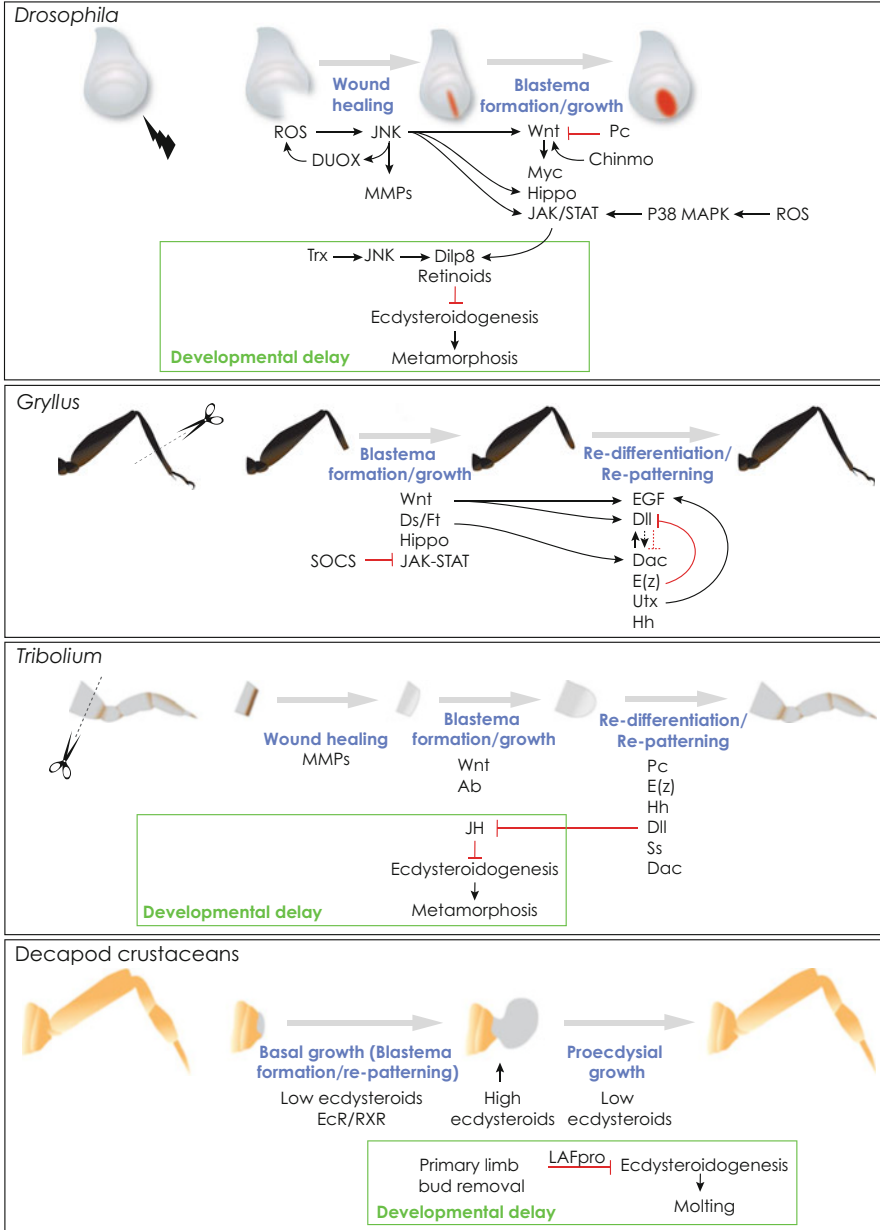 Drosophila
Wound
healing
Blastema
formation/growth
ROS
JNK
Wnt
Pc
DUOX
Chinmo
MMPs
Myc
Hippo
JAK/STAT
P38 MAPK
ROS
Trx
JNK
Dilp8
Retinoids
Ecdysteroidogenesis
Developmental delay
Metamorphosis
Gryllus
Blastema
formation/growth
Re-differentiation/
Re-patterning
Wnt
EGF
Ds/Ft
Dll
Hippo
SOCS
JAK-STAT
Dac
E(z)
Utx
Hh
Tribolium
Wound healing
MMPs
Blastema
formation/growth
Re-differentiation/
Re-patterning
Wnt
Ab
Pc
E(z)
Hh
Dll
Ss
Dac
JH
Ecdysteroidogenesis
Developmental delay
Metamorphosis
Decapod crustaceans
Basal growth (Blastema
formation/re-patterning)
Low ecdysteroids
EcR/RXR
High
ecdysteroids
Proecdysial
growth
Low
ecdysteroids
Primary limb
bud removal
LAFpro
Ecdysteroidogenesis
Molting
Developmental delay